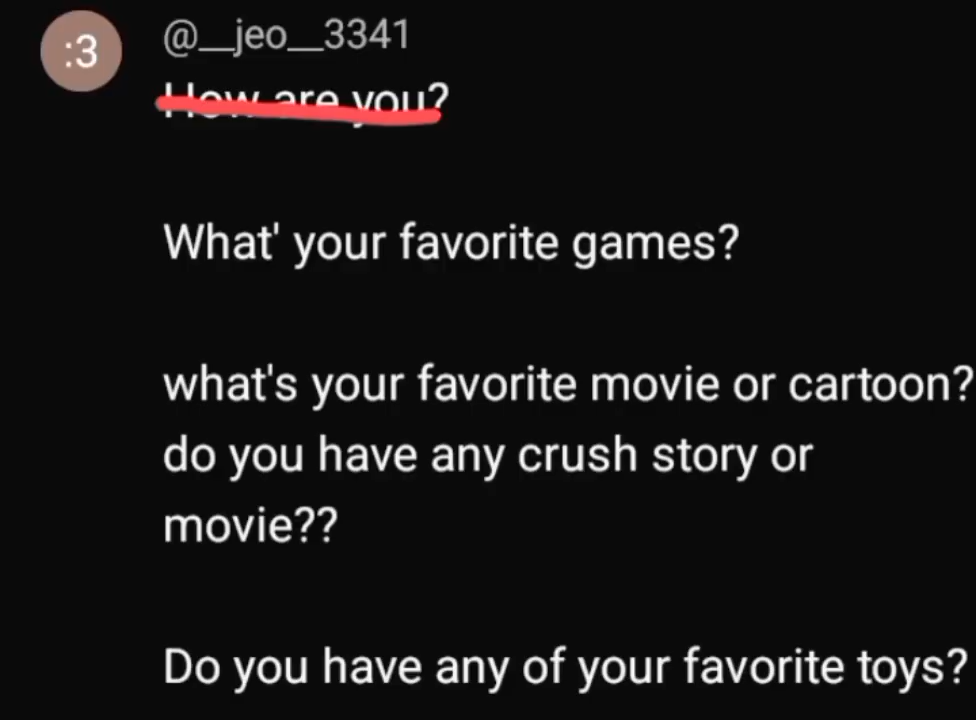 :3
@__jeo__3341
How are you?
What' your favorite games?
what's your favorite movie or cartoon?
do you have any crush story or
movie??
Do you have any of your favorite toys?